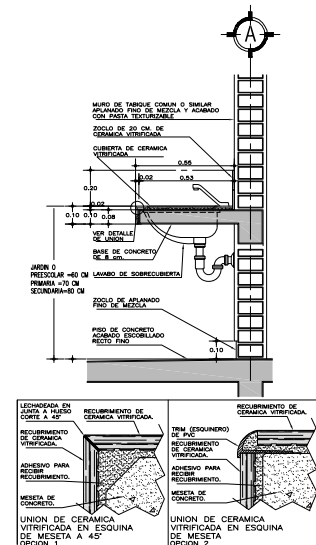 A
MURO DE TABIQUE COMUN O SIMILAR
APLANADO FINO DE MEZCLA Y ACABADO
CON PASTA TEXTURIZABLE
ZOCLO DE 20 CM. DE
CERAMICA VITRIFICADA
CUBIERTA DE CERAMICA
VITRIFICADA
0.55
0.02
0.53
0.20
0.02
0.10
0.10
0.08
VER DETALLE
DE UNION
BASE DE CONCRETO
DE 8 cm.
LAVABO DE SOBRECUBIERTA
JARDIN O
PREESCOLAR =60 CM
PRIMARIA =70 CM
SECUNDARIA=80 CM
ZOCLO DE APLANADO
FINO DE MEZCLA
PISO DE CONCRETO
ACABADO ESCOBILLADO
RECTO FINO
0.10
LECHADEADA EN
JUNTA A HUESO
CORTE A 45°
RECUBRIMIENTO DE
CERAMICA VITRIFICADA.
RECUBRIMIENTO
DE CERAMICA
VITRIFICADA.
ADHESIVO PARA
RECIBIR
RECUBRIMIENTO.
MESETA DE
CONCRETO.
UNION DE CERAMICA
VITRIFICADA EN ESQUINA
DE MESETA A 45°
OPCION 1
RECUBRIMIENTO DE
CERAMICA VITRIFICADA.
TRIM (ESQUINERO)
DE PVC
RECUBRIMIENTO
DE CERAMICA
VITRIFICADA.
ADHESIVO PARA
RECIBIR
RECUBRIMIENTO.
MESETA DE
CONCRETO.
UNION DE CERAMICA
VITRIFICADA EN ESQUINA
DE MESETA
OPCION 2